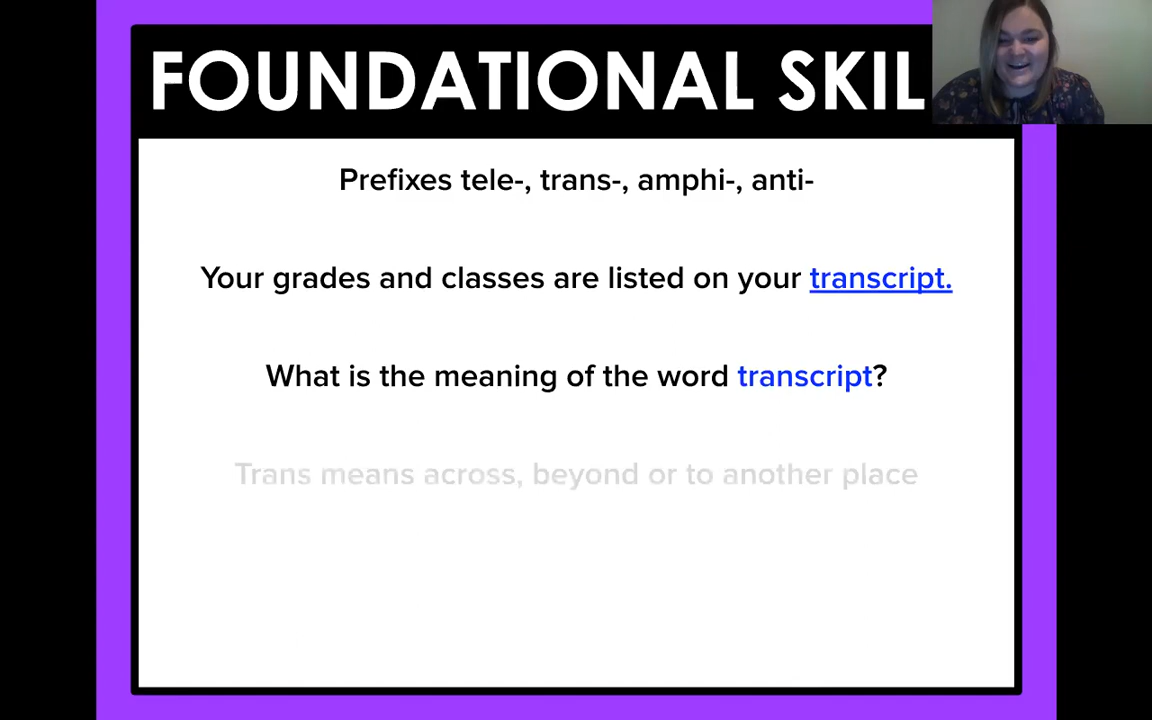 FOUNDATIONAL SKIL
Prefixes tele-, trans-, amphi-, anti-
Your grades and classes are listed on your transcript.
What is the meaning of the word transcript?
Trans means across, beyond or to another place